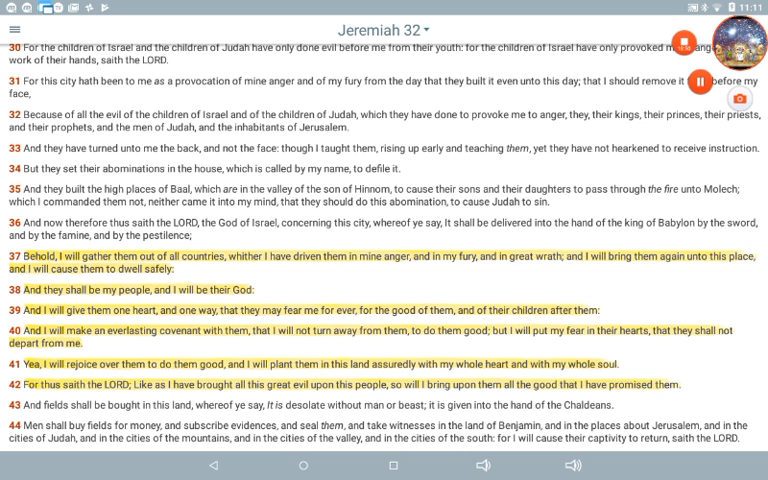 11:11
Jeremiah 32
30 For the children of Israel and the children of Judah have only done evil before me from their youth: for the children of Israel have only provoked
work of their hands, saith the LORD.
31 For this city hath been to me as a provocation of mine anger and of my fury from the day that they built it even unto this day; that I should remove it before my
face,
32 Because of all the evil of the children of Israel and of the children of Judah, which they have done to provoke me to anger, they, their kings, their princes, their priests,
and their prophets, and the men of Judah, and the inhabitants of Jerusalem.
33 And they have turned unto me the back, and not the face: though I taught them, rising up early and teaching them, yet they have not hearkened to receive instruction.
34 But they set their abominations in the house, which is called by my name, to defile it.
35 And they built the high places of Baal, which are in the valley of the son of Hinnom, to cause their sons and their daughters to pass through the fire unto Molech;
which I commanded them not, neither came it into my mind, that they should do this abomination, to cause Judah to sin.
36 And now therefore thus saith the LORD, the God of Israel, concerning this city, whereof ye say, It shall be delivered into the hand of the king of Babylon by the sword,
and by the famine, and by the pestilence;
37 Behold, I will gather them out of all countries, whither I have driven them in mine anger, and in my fury, and in great wrath; and I will bring them again unto this place,
and I will cause them to dwell safely:
38 And they shall be my people, and I will be their God:
39 And I will give them one heart, and one way, that they may fear me for ever, for the good of them, and of their children after them:
40 And I will make an everlasting covenant with them, that I will not turn away from them, to do them good; but I will put my fear in their hearts, that they shall not
depart from me.
41 Yea, I will rejoice over them to do them good, and I will plant them in this land assuredly with my whole heart and with my whole soul.
42 For thus saith the LORD; Like as I have brought all this great evil upon this people, so will I bring upon them all the good that I have promised them.
43 And fields shall be bought in this land, whereof ye say, It is desolate without man or beast; it is given into the hand of the Chaldeans.
44 Men shall buy fields for money, and subscribe evidences, and seal them, and take witnesses in the land of Benjamin, and in the places about Jerusalem, and in the
cities of Judah, and in the cities of the mountains, and in the cities of the valley, and in the cities of the south: for I will cause their captivity to return, saith the LORD.